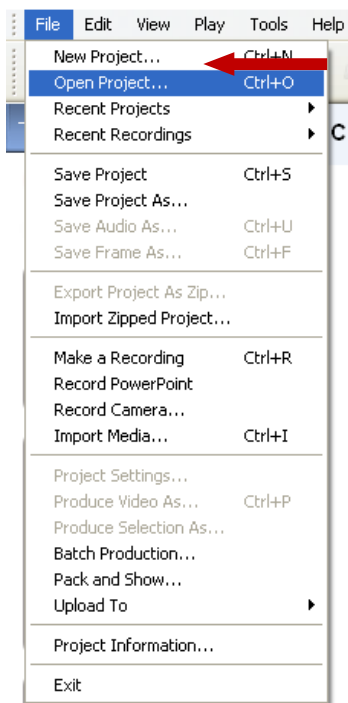 File Edit View Play Tools Help
New Project... Ctrl+N
Open Project... Ctrl+O
Recent Projects
Recent Recordings
C
Save Project Ctrl+S
Save Project As...
Save Audio As... Ctrl+U
Save Frame As... Ctrl+F
Export Project As Zip...
Import Zipped Project...
Make a Recording Ctrl+R
Record PowerPoint
Record Camera...
Import Media... Ctrl+I
Project Settings...
Produce Video As... Ctrl+P
Produce Selection As...
Batch Production...
Pack and Show...
Upload To
Project Information...
Exit